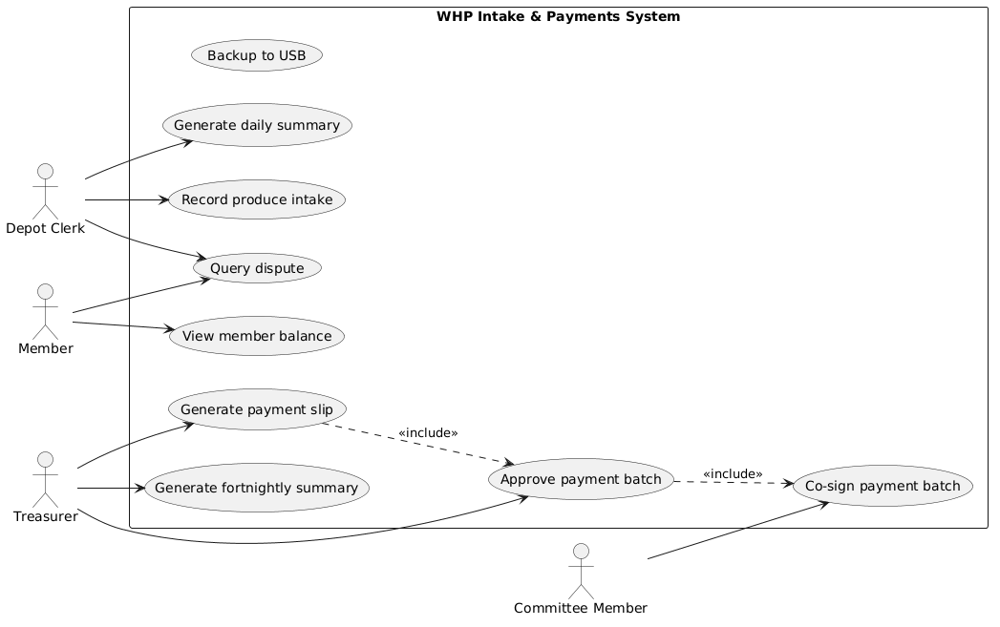 WHP Intake & Payments System
Backup to USB
Generate daily summary
Depot Clerk
Record produce intake
Query dispute
Member
View member balance
Generate payment slip
«include»
Treasurer
Generate fortnightly summary
Approve payment batch
«include»
Co-sign payment batch
Committee Member